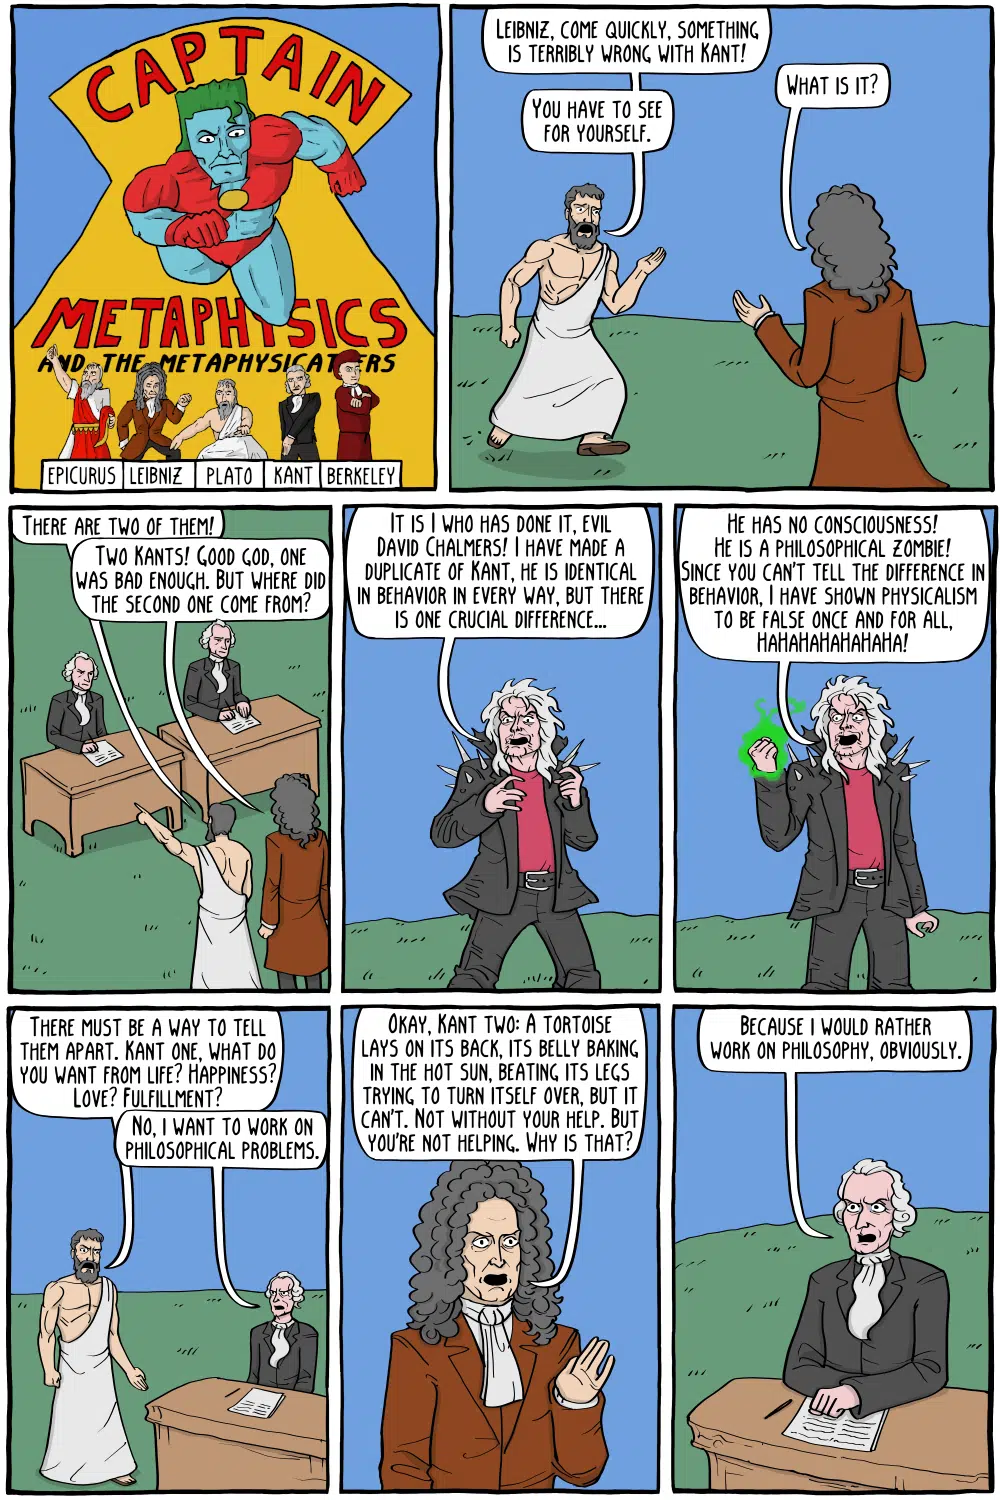 CAPTAIN
METAPHYSICS
AND THE METAPHYSICATEERS
EPICURUS LEIBNIZ PLATO KANT BERKELEY
LEIBNIZ, COME QUICKLY, SOMETHING
IS TERRIBLY WRONG WITH KANT!
YOU HAVE TO SEE
FOR YOURSELF.
WHAT IS IT?
THERE ARE TWO OF THEM!
TWO KANTS! GOOD GOD, ONE
WAS BAD ENOUGH. BUT WHERE DID
THE SECOND ONE COME FROM?
IT IS I WHO HAS DONE IT, EVIL
DAVID CHALMERS! I HAVE MADE A
DUPLICATE OF KANT, HE IS IDENTICAL
IN BEHAVIOR IN EVERY WAY, BUT THERE
IS ONE CRUCIAL DIFFERENCE...
HE HAS NO CONSCIOUSNESS!
HE IS A PHILOSOPHICAL ZOMBIE!
SINCE YOU CAN'T TELL THE DIFFERENCE IN
BEHAVIOR, I HAVE SHOWN PHYSICALISM
TO BE FALSE ONCE AND FOR ALL,
HAHAHAHAHAHAHA!
THERE MUST BE A WAY TO TELL
THEM APART. KANT ONE, WHAT DO
YOU WANT FROM LIFE? HAPPINESS?
LOVE? FULFILLMENT?
NO, I WANT TO WORK ON
PHILOSOPHICAL PROBLEMS.
OKAY, KANT TWO: A TORTOISE
LAYS ON ITS BACK, ITS BELLY BAKING
IN THE HOT SUN, BEATING ITS LEGS
TRYING TO TURN ITSELF OVER, BUT IT
CAN'T. NOT WITHOUT YOUR HELP. BUT
YOU'RE NOT HELPING. WHY IS THAT?
BECAUSE I WOULD RATHER
WORK ON PHILOSOPHY, OBVIOUSLY.